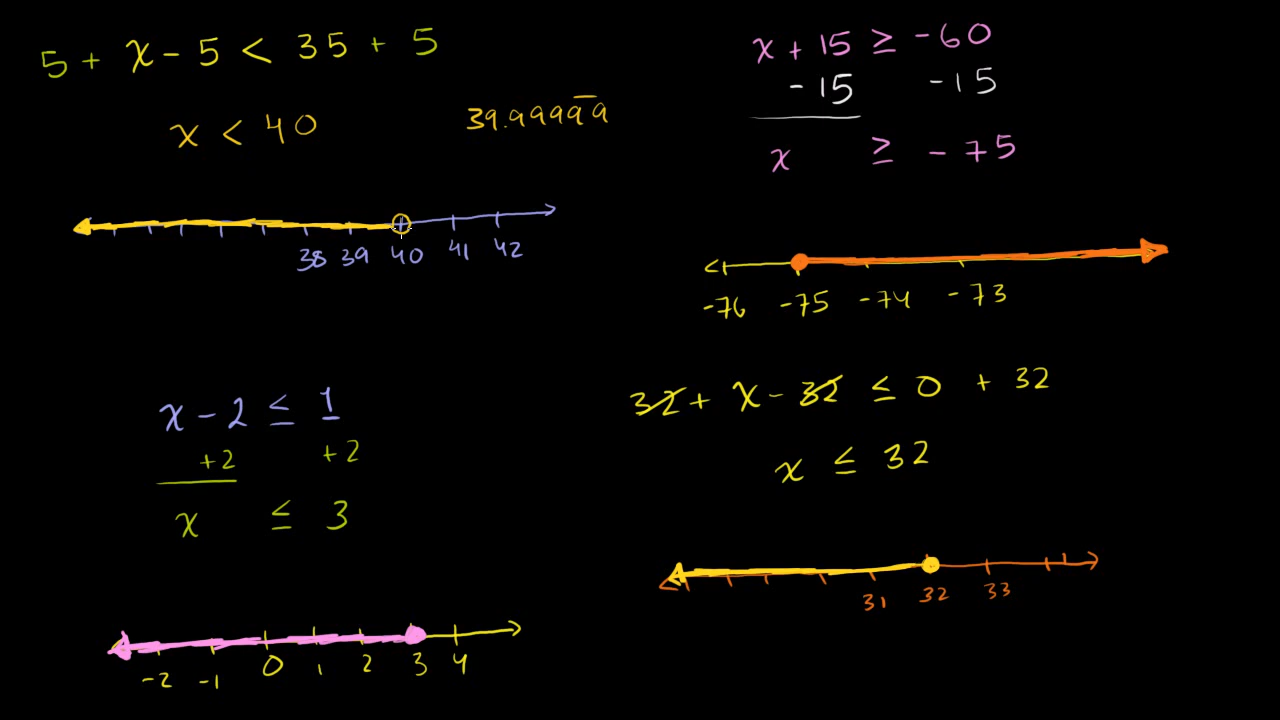 5 + x - 5 < 35 + 5
x < 40
39.9999̅9
38 39 40 41 42
x + 15 ≥ -60
-15 -15
x ≥ -75
-76 -75 -74 -73
x - 2 ≤ 1
+2 +2
x ≤ 3
-2 -1 0 1 2 3 4
32 + x - 32 ≤ 0 + 32
x ≤ 32
31 32 33